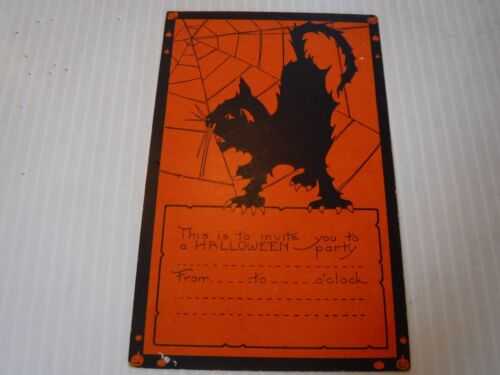 This is to invite you to
a HALLOWEEN party
From to o'clock